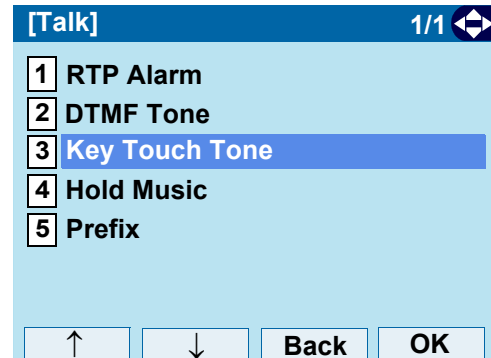 [Talk] 1/1
1 RTP Alarm
2 DTMF Tone
3 Key Touch Tone
4 Hold Music
5 Prefix
↑ ↓ Back OK